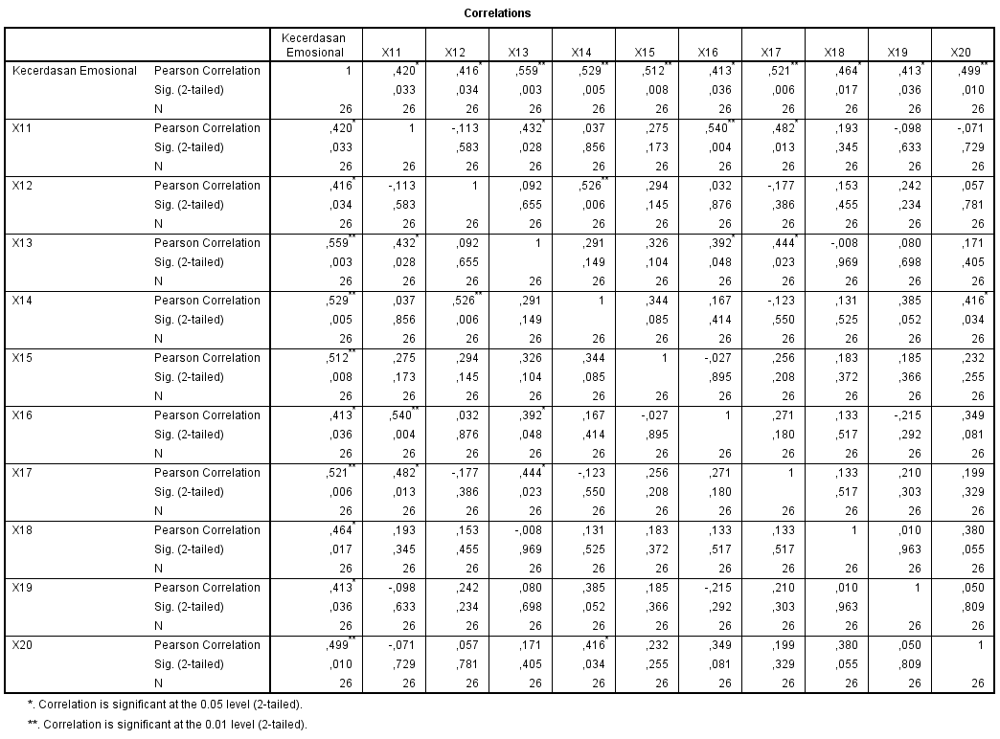 Correlations
Kecerdasan Emosional X11 X12 X13 X14 X15 X16 X17 X18 X19 X20
Kecerdasan Emosional Pearson Correlation 1 ,420* ,416* ,559** ,529** ,512** ,413* ,521** ,464* ,413* ,499**
Sig. (2-tailed) ,033 ,034 ,003 ,005 ,008 ,036 ,006 ,017 ,036 ,010
N 26 26 26 26 26 26 26 26 26 26 26
X11 Pearson Correlation ,420* 1 -,113 ,432* ,037 ,275 ,540** ,482* ,193 -,098 -,071
Sig. (2-tailed) ,033 ,583 ,028 ,856 ,173 ,004 ,013 ,345 ,633 ,729
N 26 26 26 26 26 26 26 26 26 26 26
X12 Pearson Correlation ,416* -,113 1 ,092 ,526** ,294 ,032 -,177 ,153 ,242 ,057
Sig. (2-tailed) ,034 ,583 ,655 ,006 ,145 ,876 ,386 ,455 ,234 ,781
N 26 26 26 26 26 26 26 26 26 26 26
X13 Pearson Correlation ,559** ,432* ,092 1 ,291 ,326 ,392* ,444* -,008 ,080 ,171
Sig. (2-tailed) ,003 ,028 ,655 ,149 ,104 ,048 ,023 ,969 ,698 ,405
N 26 26 26 26 26 26 26 26 26 26 26
X14 Pearson Correlation ,529** ,037 ,526** ,291 1 ,344 ,167 -,123 ,131 ,385 ,416*
Sig. (2-tailed) ,005 ,856 ,006 ,149 ,085 ,414 ,550 ,525 ,052 ,034
N 26 26 26 26 26 26 26 26 26 26 26
X15 Pearson Correlation ,512** ,275 ,294 ,326 ,344 1 -,027 ,256 ,183 ,185 ,232
Sig. (2-tailed) ,008 ,173 ,145 ,104 ,085 ,895 ,208 ,372 ,366 ,255
N 26 26 26 26 26 26 26 26 26 26 26
X16 Pearson Correlation ,413* ,540** ,032 ,392* ,167 -,027 1 ,271 ,133 -,215 ,349
Sig. (2-tailed) ,036 ,004 ,876 ,048 ,414 ,895 ,180 ,517 ,292 ,081
N 26 26 26 26 26 26 26 26 26 26 26
X17 Pearson Correlation ,521** ,482* -,177 ,444* -,123 ,256 ,271 1 ,133 ,210 ,199
Sig. (2-tailed) ,006 ,013 ,386 ,023 ,550 ,208 ,180 ,517 ,303 ,329
N 26 26 26 26 26 26 26 26 26 26 26
X18 Pearson Correlation ,464* ,193 ,153 -,008 ,131 ,183 ,133 ,133 1 ,010 ,380
Sig. (2-tailed) ,017 ,345 ,455 ,969 ,525 ,372 ,517 ,517 ,963 ,055
N 26 26 26 26 26 26 26 26 26 26 26
X19 Pearson Correlation ,413* -,098 ,242 ,080 ,385 ,185 -,215 ,210 ,010 1 ,050
Sig. (2-tailed) ,036 ,633 ,234 ,698 ,052 ,366 ,292 ,303 ,963 ,809
N 26 26 26 26 26 26 26 26 26 26 26
X20 Pearson Correlation ,499** -,071 ,057 ,171 ,416* ,232 ,349 ,199 ,380 ,050 1
Sig. (2-tailed) ,010 ,729 ,781 ,405 ,034 ,255 ,081 ,329 ,055 ,809
N 26 26 26 26 26 26 26 26 26 26 26
*. Correlation is significant at the 0.05 level (2-tailed).
**. Correlation is significant at the 0.01 level (2-tailed).